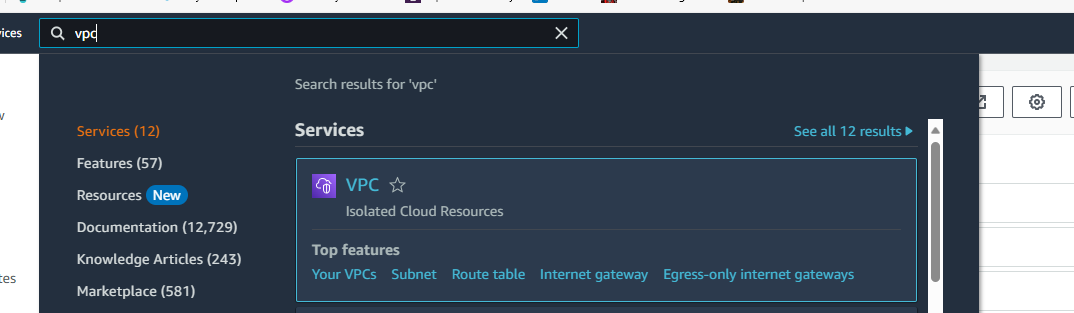 ices
vpc
Search results for 'vpc'
Services (12)
Features (57)
Resources New
Documentation (12,729)
Knowledge Articles (243)
Marketplace (581)
Services
See all 12 results
VPC
Isolated Cloud Resources
Top features
Your VPCs Subnet Route table Internet gateway Egress-only internet gateways
tes